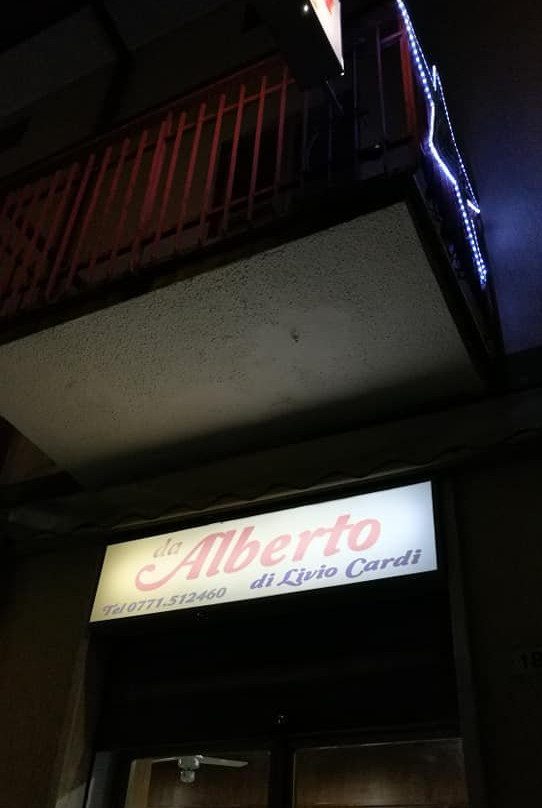 da
Alberto
di Livio Cardi
Tel 0771.512460